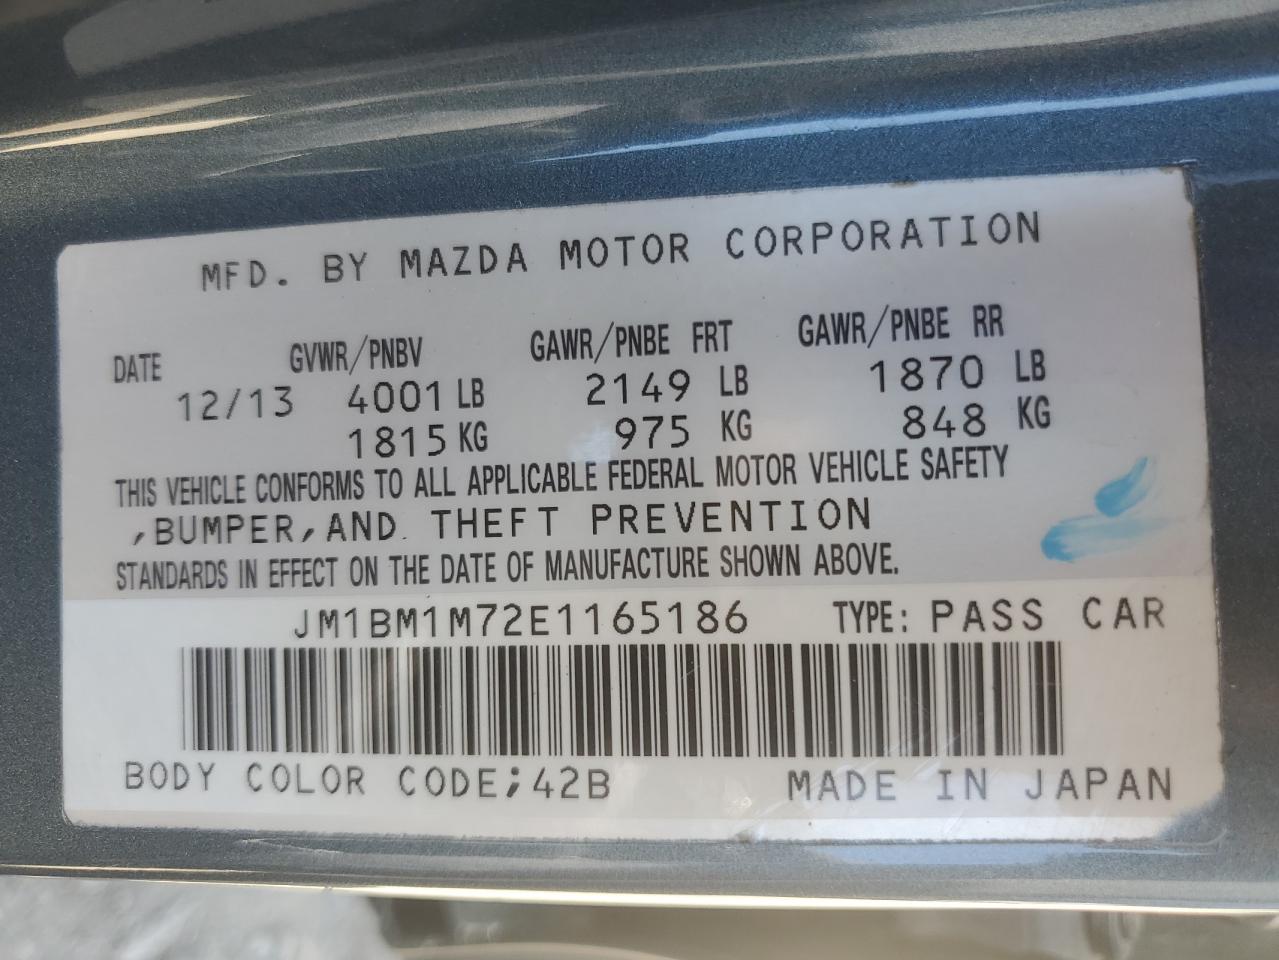 MFD. BY MAZDA MOTOR CORPORATION
DATE GVWR/PNBV GAWR/PNBE FRT GAWR/PNBE RR
12/13 4001 LB 2149 LB 1870 LB
1815 KG 975 KG 848 KG
THIS VEHICLE CONFORMS TO ALL APPLICABLE FEDERAL MOTOR VEHICLE SAFETY
,BUMPER,AND THEFT PREVENTION
STANDARDS IN EFFECT ON THE DATE OF MANUFACTURE SHOWN ABOVE.
JM1BM1M72E1165186 TYPE: PASS CAR
BODY COLOR CODE;42B MADE IN JAPAN